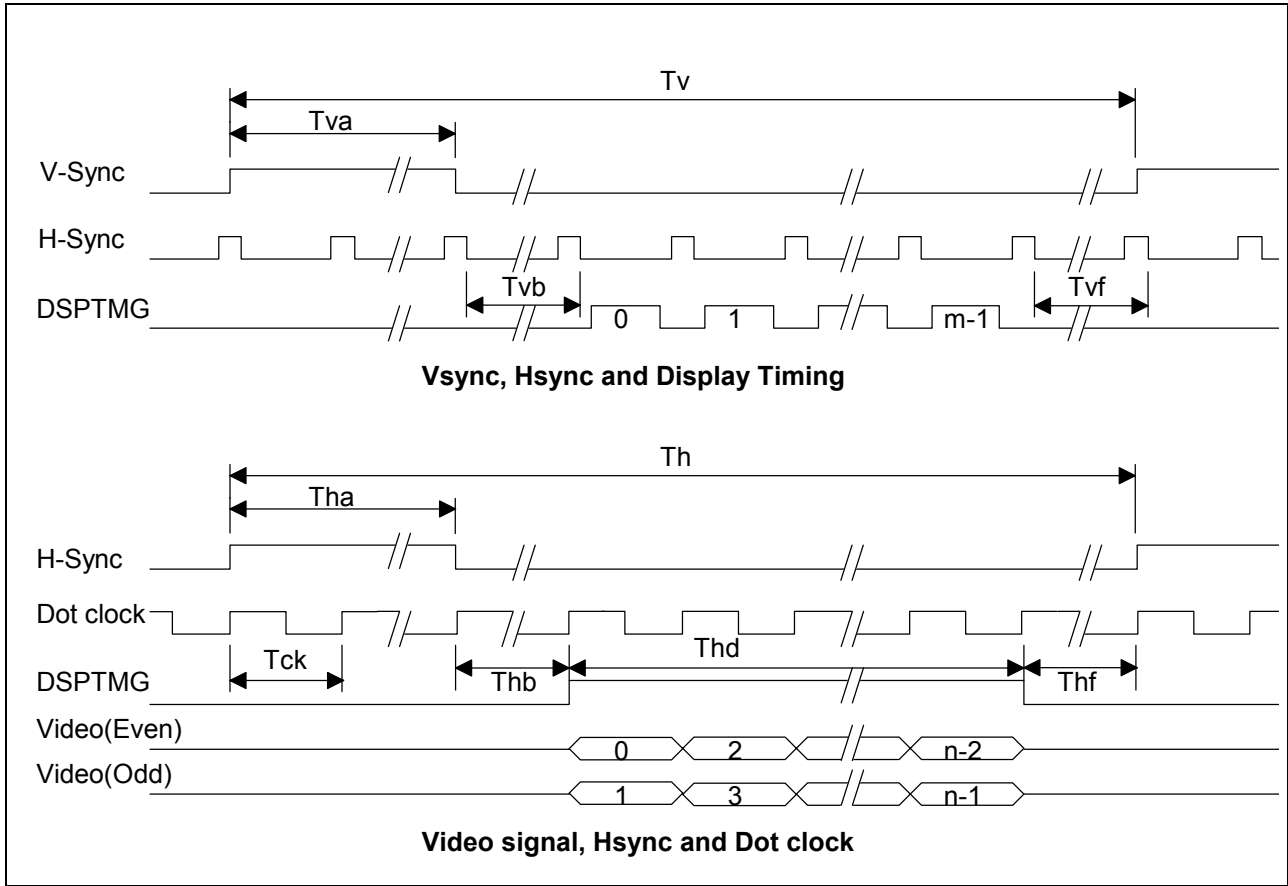 Tv
Tva
V-Sync
H-Sync
Tvb
Tvf
DSPTMG
0 1 m-1
Vsync, Hsync and Display Timing
Th
Tha
H-Sync
Dot clock
Tck
Thb
Thd
Thf
DSPTMG
Video(Even)
0 2 n-2
Video(Odd)
1 3 n-1
Video signal, Hsync and Dot clock